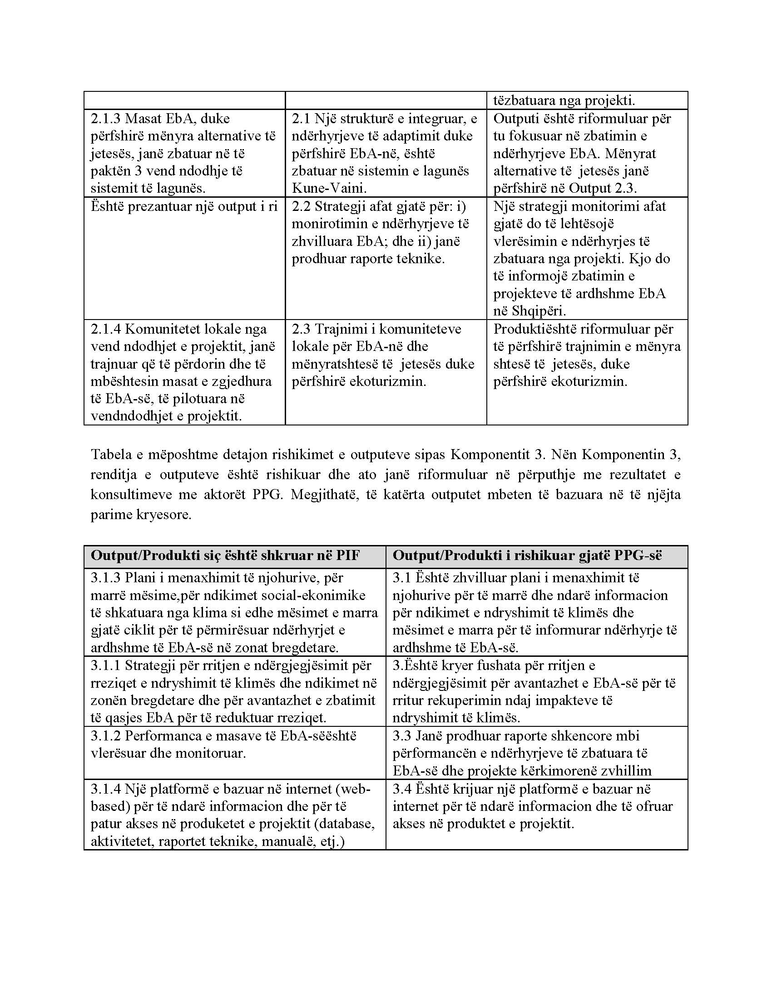 tëzbatuara nga projekti.
2.1.3 Masat EbA, duke
përfshirë mënyra alternative të
jetesës, janë zbatuar në të
paktën 3 vend ndodhje të
sistemit të lagunës.
2.1 Një strukturë e integruar, e
ndërhyrjeve të adaptimit duke
përfshirë EbA-në, është
zbatuar në sistemin e lagunës
Kune-Vaini.
Outputi është riformuluar për
tu fokusuar në zbatimin e
ndërhyrjeve EbA. Mënyrat
alternative të  jetesës janë
përfshirë në Output 2.3.
Është prezantuar një output i ri
2.2 Strategji afat gjatë për: i)
monirotimin e ndërhyrjeve të
zhvilluara EbA; dhe ii) janë
prodhuar raporte teknike.
Një strategji monitorimi afat
gjatë do të lehtësojë
vlerësimin e ndërhyrjes të
zbatuara nga projekti. Kjo do
të informojë zbatimin e
projekteve të ardhshme EbA
në Shqipëri.
2.1.4 Komunitetet lokale nga
vend ndodhjet e projektit, janë
trajnuar që të përdorin dhe të
mbështesin masat e zgjedhura
të EbA-së, të pilotuara në
vendndodhjet e projektit.
2.3 Trajnimi i komuniteteve
lokale për EbA-në dhe
mënyratshtesë të  jetesës duke
përfshirë ekoturizmin.
Produktiështë riformuluar për
të përfshirë trajnimin e mënyra
shtesë të  jetesës, duke
përfshirë ekoturizmin.
Tabela e mëposhtme detajon rishikimet e outputeve sipas Komponentit 3. Nën Komponentin 3,
renditja e outputeve është rishikuar dhe ato janë riformuluar në përputhje me rezultatet e
konsultimeve me aktorët PPG. Megjithatë, të katërta outputet mbeten të bazuara në të njëjta
parime kryesore.
Output/Produkti siç është shkruar në PIF
Output/Produkti i rishikuar gjatë PPG-së
3.1.3 Plani i menaxhimit të njohurive, për
marrë mësime,për ndikimet social-ekonimike
të shkatuara nga klima si edhe mësimet e marra
gjatë ciklit për të përmirësuar ndërhyrjet e
ardhshme të EbA-së në zonat bregdetare.
3.1 Është zhvilluar plani i menaxhimit të
njohurive për të marrë dhe ndarë informacion
për ndikimet e ndryshimit të klimës dhe
mësimet e marra për të informurar ndërhyrje të
ardhshme të EbA-së.
3.1.1 Strategji për rritjen e ndërgjegjësimit për
rreziqet e ndryshimit të klimës dhe ndikimet në
zonën bregdetare dhe për avantazhet e zbatimit
të qasjes EbA për të reduktuar rreziqet.
3.Është kryer fushata për rritjen e
ndërgjegjësimit për avantazhet e EbA-së për të
rritur rekuperimin ndaj impakteve të
ndryshimit të klimës.
3.1.2 Performanca e masave të EbA-sëështë
vlerësuar dhe monitoruar.
3.3 Janë prodhuar raporte shkencore mbi
përformancën e ndërhyrjeve të zbatuara të
EbA-së dhe projekte kërkimorenë zvhillim
3.1.4 Një platformë e bazuar në internet (web-
based) për të ndarë informacion dhe për të
patur akses në produketet e projektit (database,
aktivitetet, raportet teknike, manualë, etj.)
3.4 Është krijuar një platformë e bazuar në
internet për të ndarë informacion dhe të ofruar
akses në produktet e projektit.